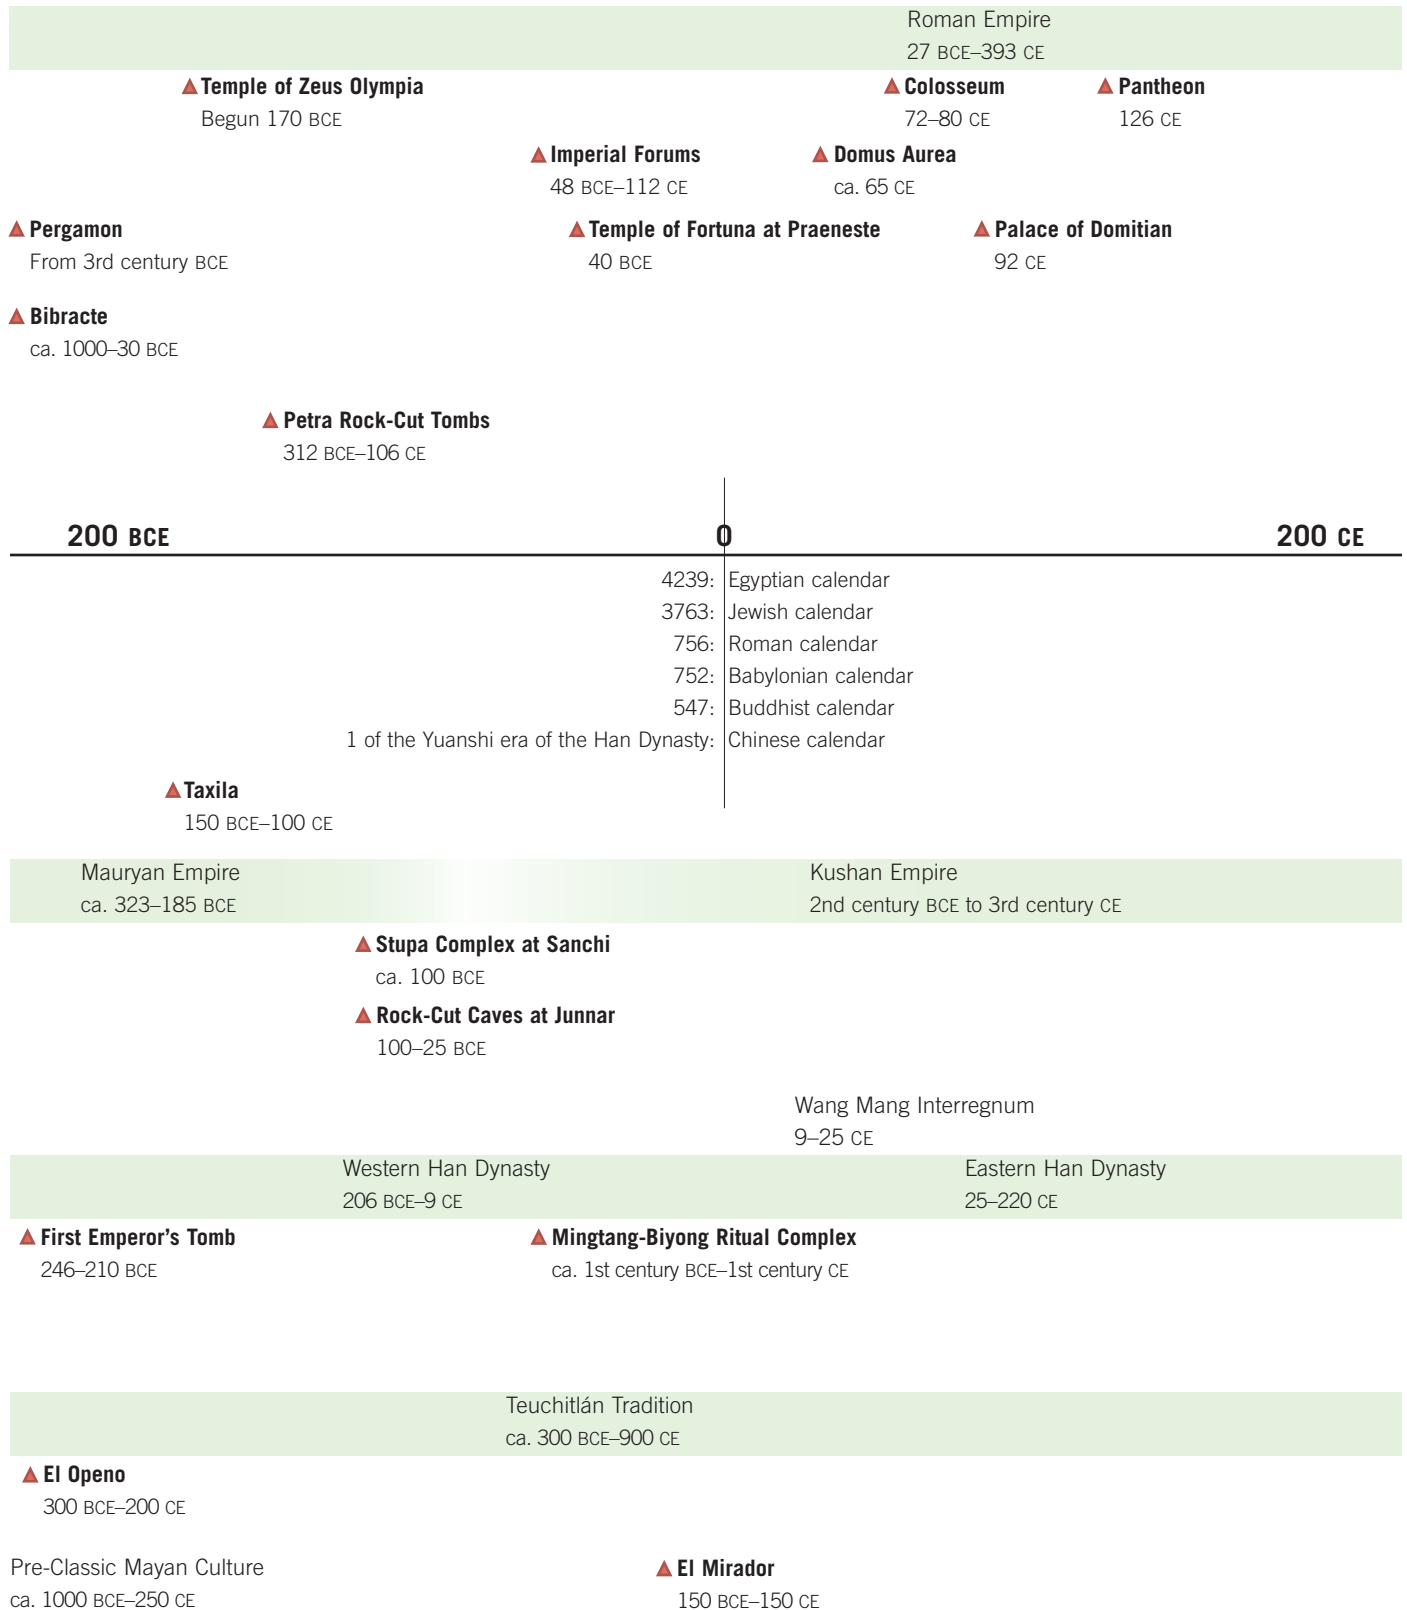 Roman Empire
27 BCE–393 CE
Temple of Zeus Olympia
Begun 170 BCE
Colosseum
72–80 CE
Pantheon
126 CE
Imperial Forums
48 BCE–112 CE
Domus Aurea
ca. 65 CE
Pergamon
From 3rd century BCE
Temple of Fortuna at Praeneste
40 BCE
Palace of Domitian
92 CE
Bibracte
ca. 1000–30 BCE
Petra Rock-Cut Tombs
312 BCE–106 CE
200 BCE 0 200 CE
4239: Egyptian calendar
3763: Jewish calendar
756: Roman calendar
752: Babylonian calendar
547: Buddhist calendar
1 of the Yuanshi era of the Han Dynasty: Chinese calendar
Taxila
150 BCE–100 CE
Mauryan Empire
ca. 323–185 BCE
Kushan Empire
2nd century BCE to 3rd century CE
Stupa Complex at Sanchi
ca. 100 BCE
Rock-Cut Caves at Junnar
100–25 BCE
Wang Mang Interregnum
9–25 CE
Western Han Dynasty
206 BCE–9 CE
Eastern Han Dynasty
25–220 CE
First Emperor’s Tomb
246–210 BCE
Mingtang-Biyong Ritual Complex
ca. 1st century BCE–1st century CE
Teuchitlán Tradition
ca. 300 BCE–900 CE
El Openo
300 BCE–200 CE
Pre-Classic Mayan Culture
ca. 1000 BCE–250 CE
El Mirador
150 BCE–150 CE